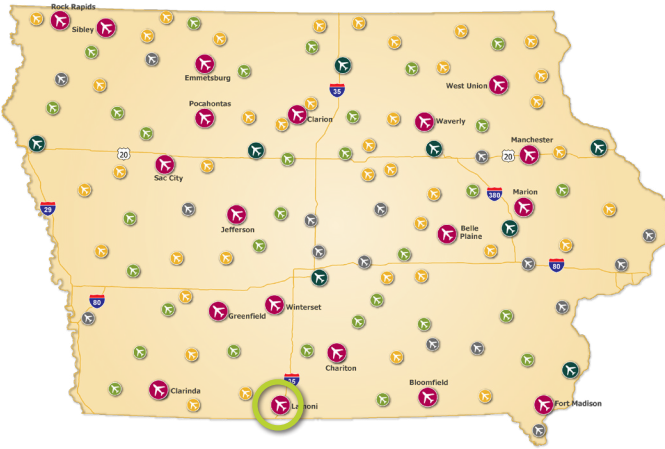 Rock Rapids
Sibley
Emmetsburg
35
West Union
Pocahontas
Clarion
Waverly
Manchester
20
20
Sac City
380
Marion
29
Jefferson
Belle
Plaine
80
80
Winterset
Greenfield
Chariton
35
Clarinda
Bloomfield
Lamoni
Fort Madison